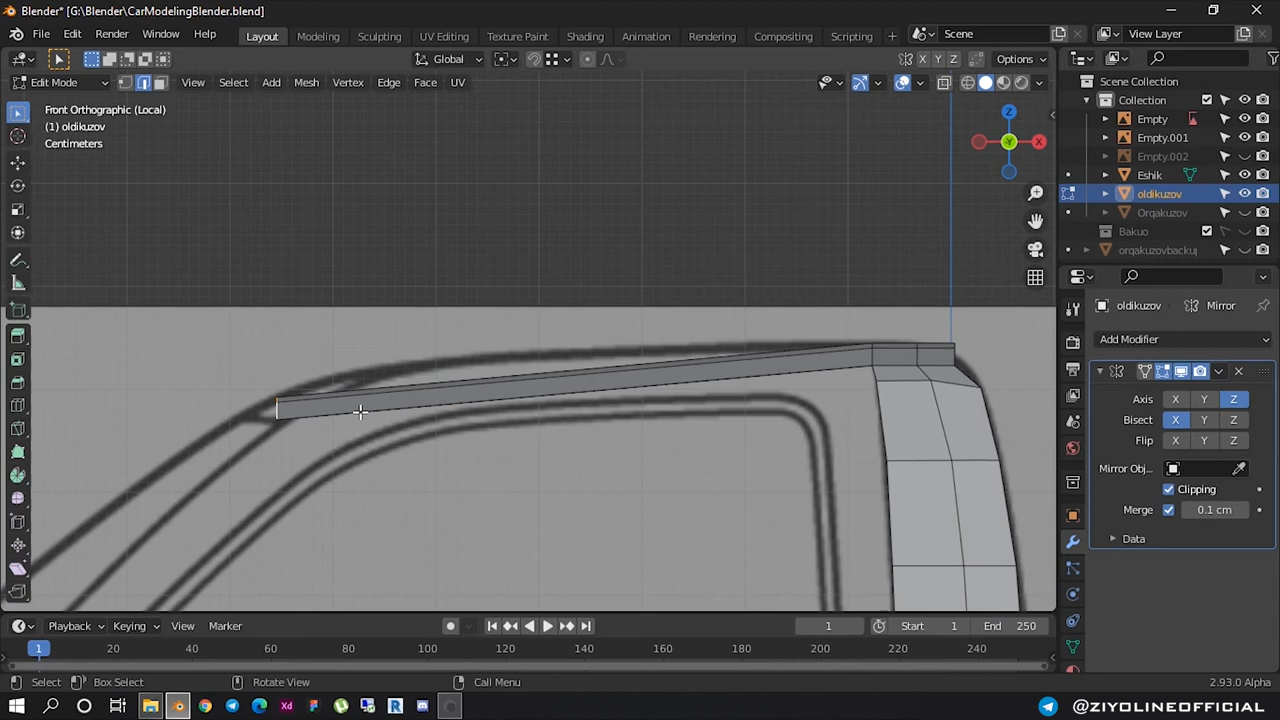 Blender* [G:\Blender\CarModelingBlender.blend]
File Edit Render Window Help Layout Modeling Sculpting UV Editing Texture Paint Shading Animation Rendering Compositing Scripting + Scene View Layer
Global X Y Z Options
Edit Mode View Select Add Mesh Vertex Edge Face UV
Scene Collection
Collection
Empty
Empty.001
Empty.002
Eshik
oldikuzov
Orqakuzov
Bakuo
orqakuzovbackup
Front Orthographic (Local)
(1) oldikuzov
Centimeters
Z
X
Y
oldikuzov Mirror
Add Modifier
Axis X Y Z
Bisect X Y Z
Flip X Y Z
Mirror Obj...
Clipping
Merge 0.1 cm
Data
Playback Keying View Marker 1 Start 1 End 250
1 20 40 60 80 100 120 140 160 180 200 220 240
Select Box Select Rotate View Call Menu 2.93.0 Alpha
Xd R @ZIYOLINEOFFICIAL